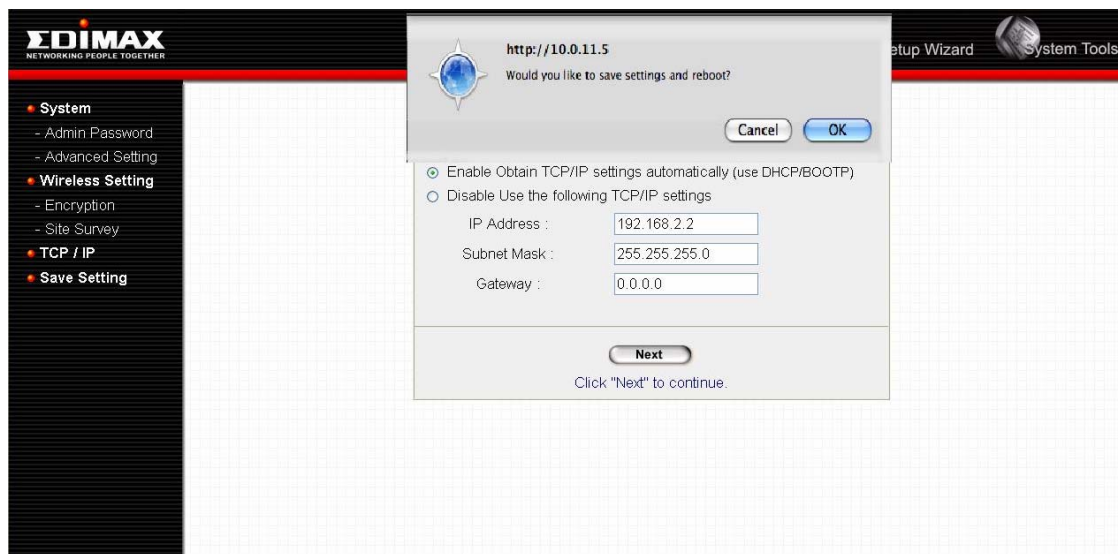 EDIMAX
NETWORKING PEOPLE TOGETHER
etup Wizard
System Tools
http://10.0.11.5
Would you like to save settings and reboot?
Cancel
OK
System
- Admin Password
- Advanced Setting
Wireless Setting
- Encryption
- Site Survey
TCP / IP
Save Setting
Enable Obtain TCP/IP settings automatically (use DHCP/BOOTP)
Disable Use the following TCP/IP settings
IP Address : 192.168.2.2
Subnet Mask : 255.255.255.0
Gateway : 0.0.0.0
Next
Click "Next" to continue.